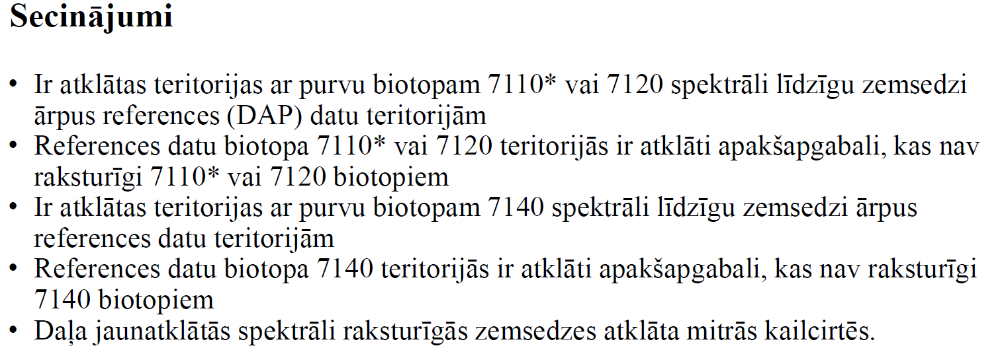 Secinājumi
• Ir atklātas teritorijas ar purvu biotopam 7110* vai 7120 spektrāli līdzīgu zemsedzi
ārpus references (DAP) datu teritorijām
• References datu biotopa 7110* vai 7120 teritorijās ir atklāti apakšapgabali, kas nav
raksturīgi 7110* vai 7120 biotopiem
• Ir atklātas teritorijas ar purvu biotopam 7140 spektrāli līdzīgu zemsedzi ārpus
references datu teritorijām
• References datu biotopa 7140 teritorijās ir atklāti apakšapgabali, kas nav raksturīgi
7140 biotopiem
• Daļa jaunatklātās spektrāli raksturīgās zemsedzes atklāta mitrās kailcirtēs.